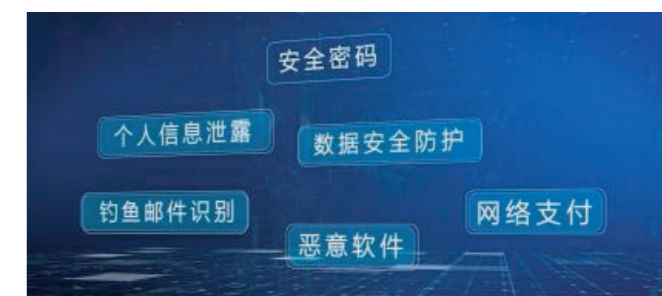 安全密码
个人信息泄露
数据安全防护
钓鱼邮件识别
网络支付
恶意软件